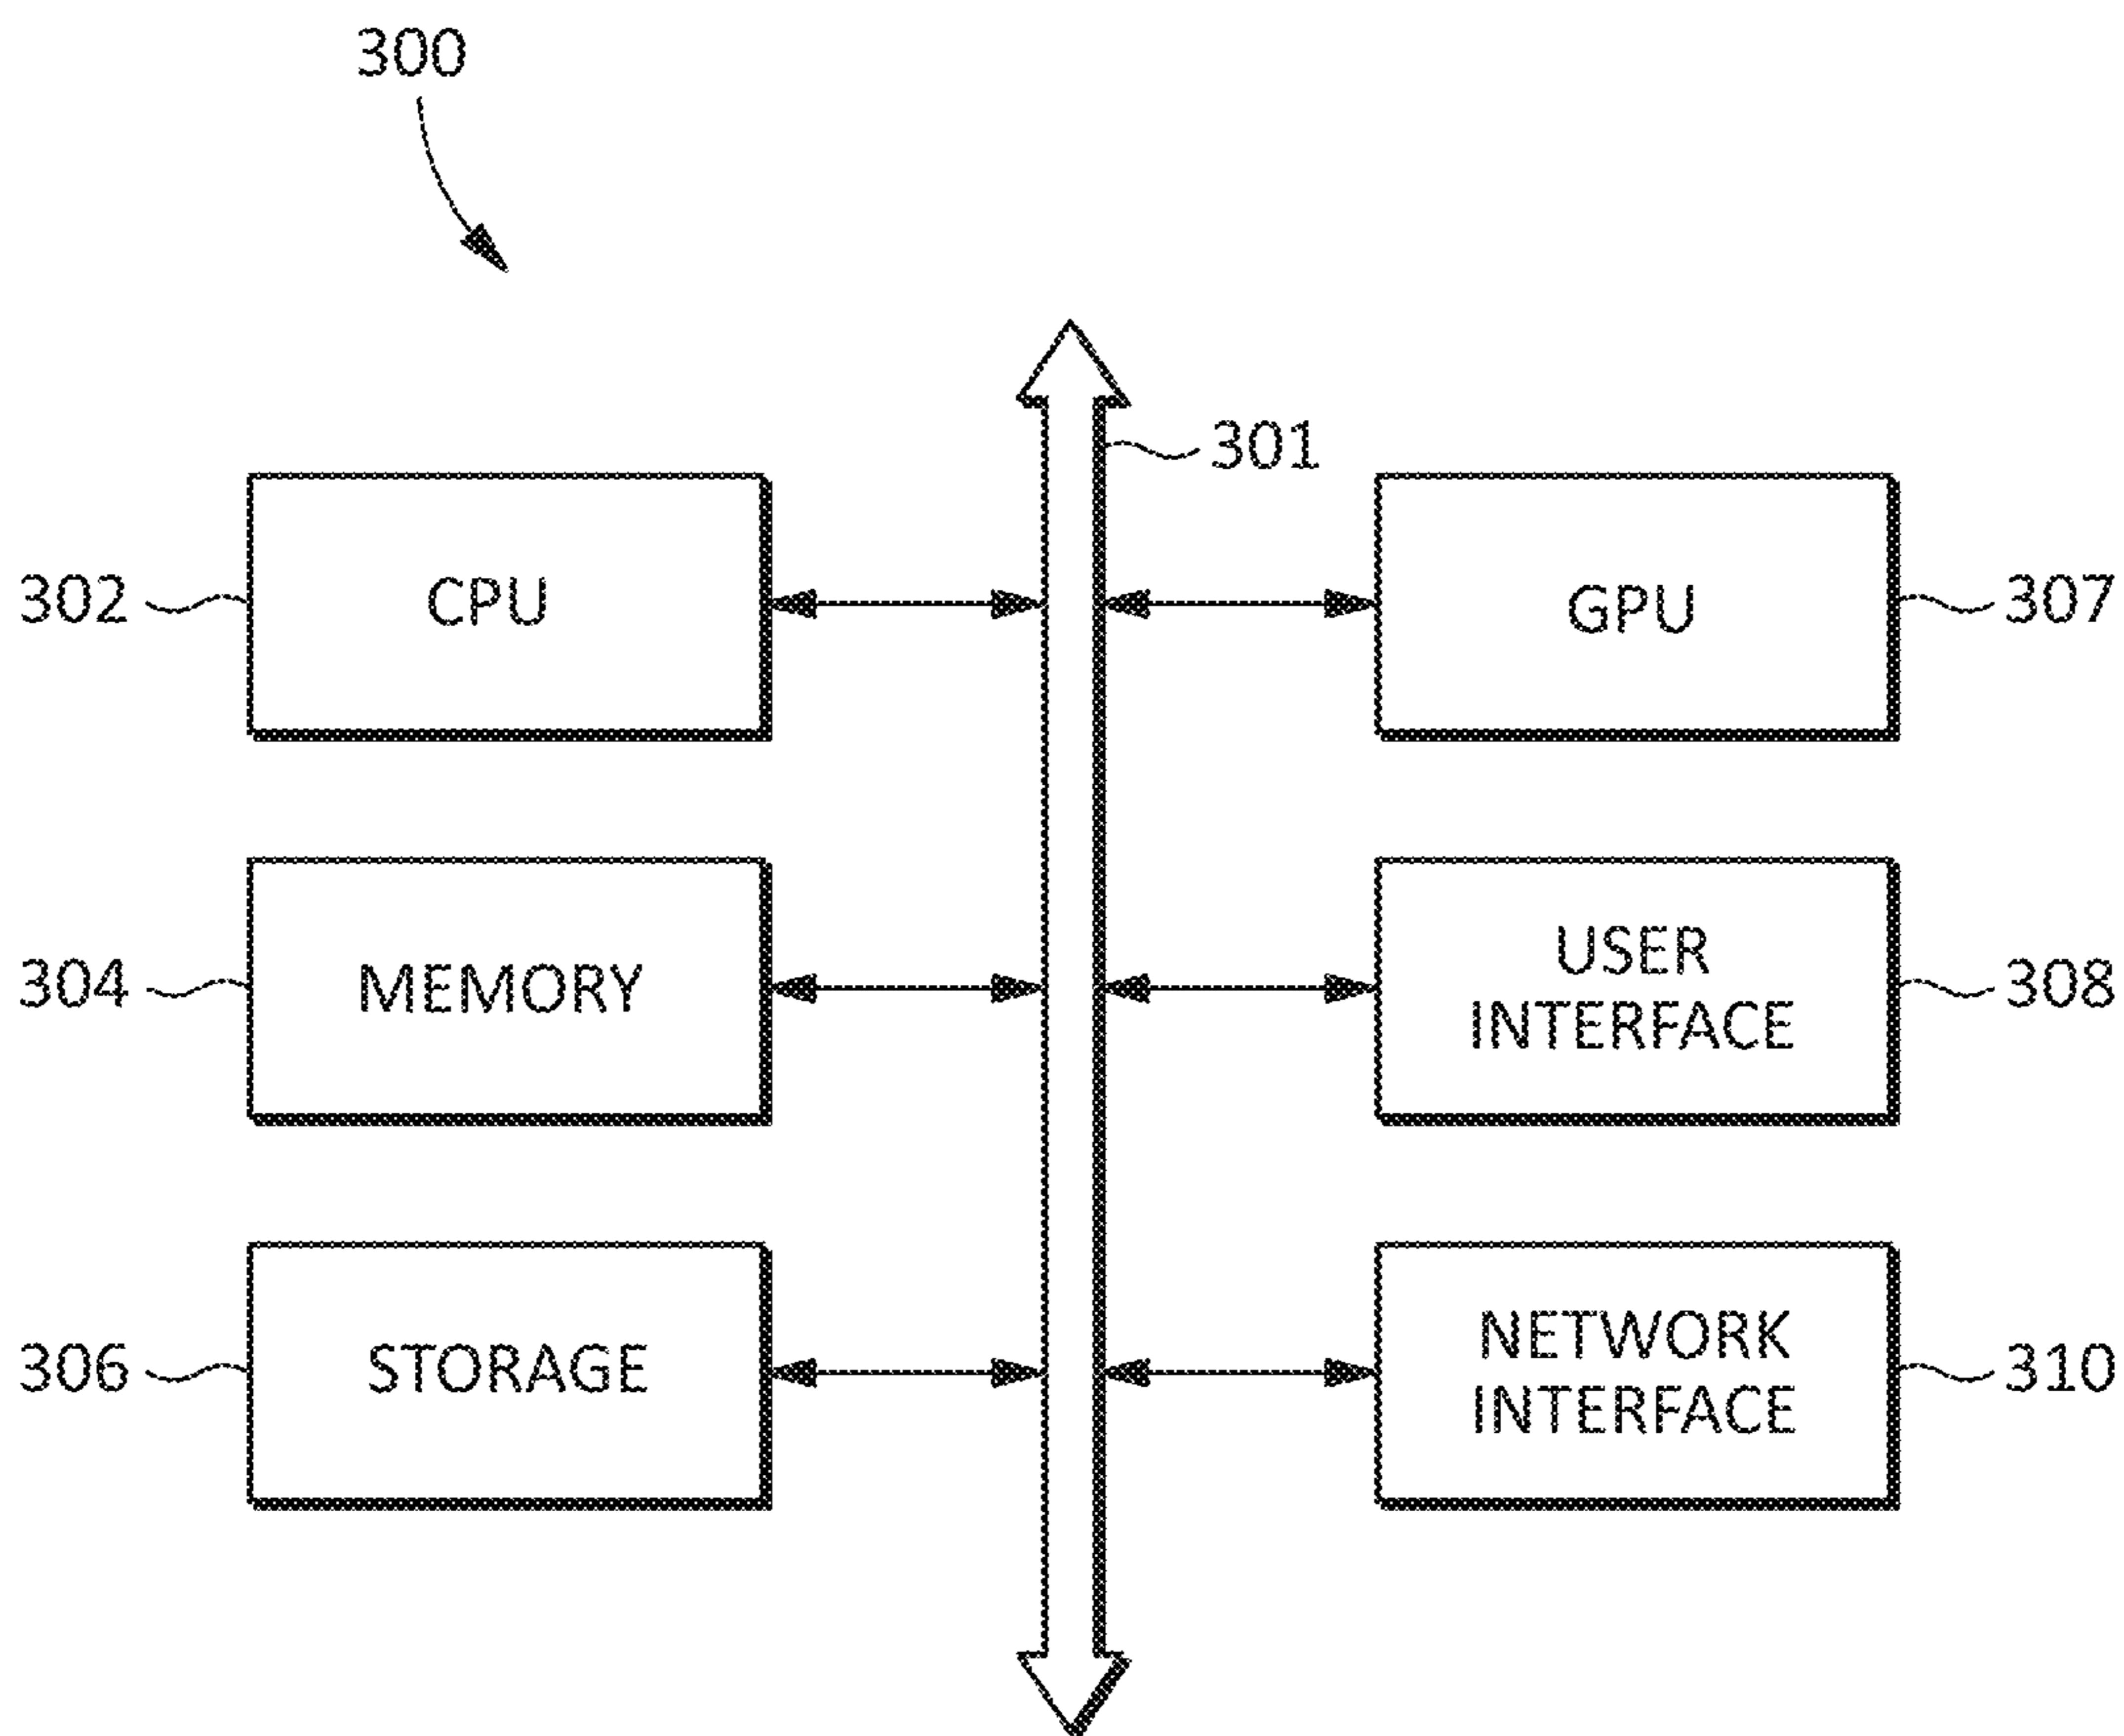 300
301
302
CPU
GPU
307
304
MEMORY
USER
INTERFACE
308
306
STORAGE
NETWORK
INTERFACE
310